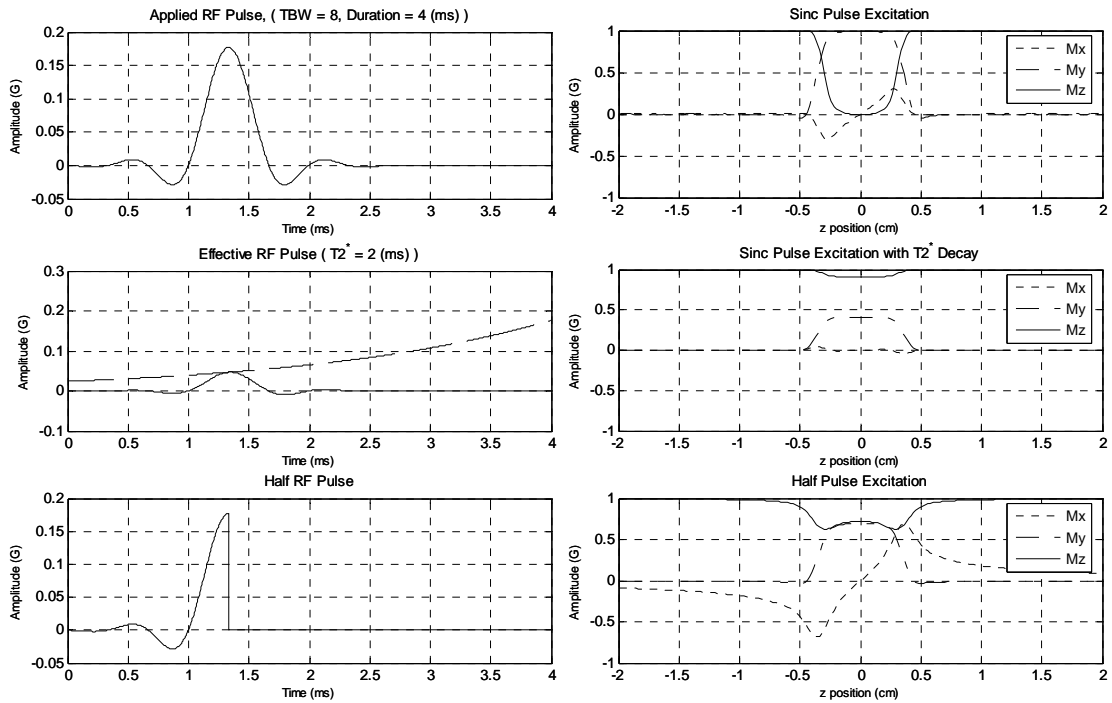 Applied RF Pulse, ( TBW = 8, Duration = 4 (ms) )
Amplitude (G)
0.2
0.15
0.1
0.05
0
-0.05
0 0.5 1 1.5 2 2.5 3 3.5 4
Time (ms)
Sinc Pulse Excitation
Amplitude (G)
1
0.5
0
-0.5
-1
-2 -1.5 -1 -0.5 0 0.5 1 1.5 2
z position (cm)
Mx
My
Mz
Effective RF Pulse ( T2* = 2 (ms) )
Amplitude (G)
0.3
0.2
0.1
0
-0.1
0 0.5 1 1.5 2 2.5 3 3.5 4
Time (ms)
Sinc Pulse Excitation with T2* Decay
Amplitude (G)
1
0.5
0
-0.5
-1
-2 -1.5 -1 -0.5 0 0.5 1 1.5 2
z position (cm)
Mx
My
Mz
Half RF Pulse
Amplitude (G)
0.2
0.15
0.1
0.05
0
-0.05
0 0.5 1 1.5 2 2.5 3 3.5 4
Time (ms)
Half Pulse Excitation
Amplitude (G)
1
0.5
0
-0.5
-1
-2 -1.5 -1 -0.5 0 0.5 1 1.5 2
z position (cm)
Mx
My
Mz